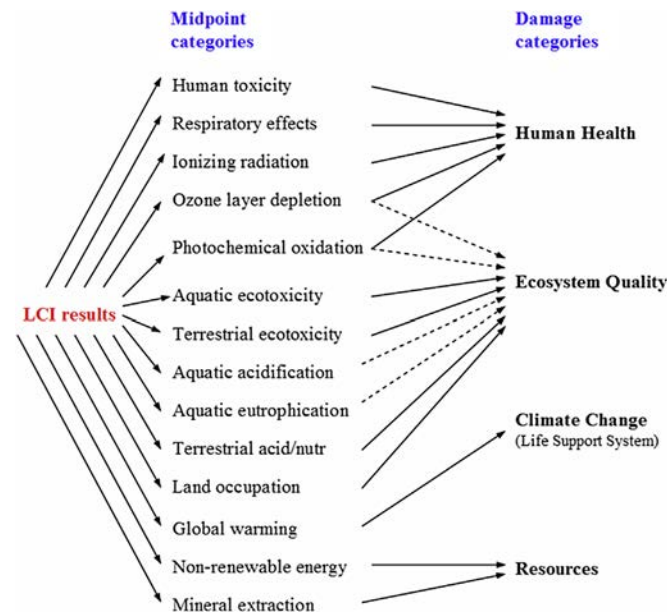 Midpoint
categories
Damage
categories
Human toxicity
Respiratory effects
Human Health
Ionizing radiation
Ozone layer depletion
Photochemical oxidation
Ecosystem Quality
Aquatic ecotoxicity
LCI results
Terrestrial ecotoxicity
Aquatic acidification
Aquatic eutrophication
Climate Change
(Life Support System)
Terrestrial acid/nutr
Land occupation
Global warming
Non-renewable energy
Resources
Mineral extraction